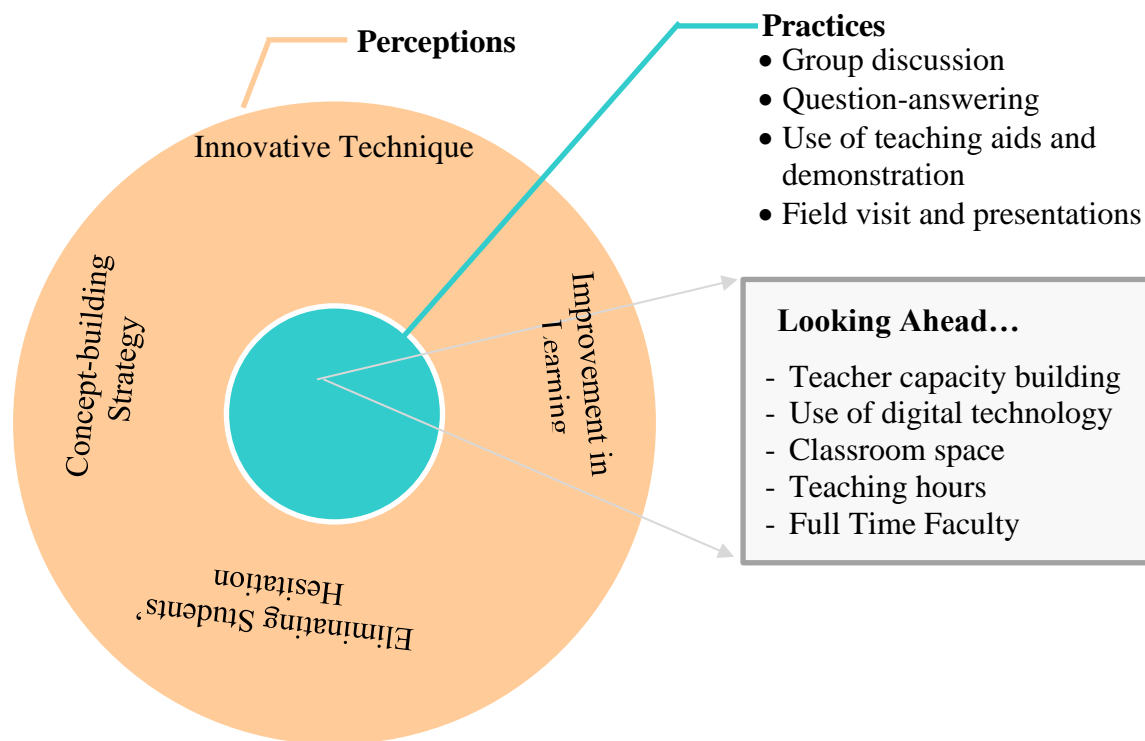 Perceptions
Practices
• Group discussion
• Question-answering
• Use of teaching aids and
demonstration
• Field visit and presentations
Innovative Technique
Concept-building
Strategy
Improvement in
Learning
Eliminating Students’
Hesitation
Looking Ahead…
- Teacher capacity building
- Use of digital technology
- Classroom space
- Teaching hours
- Full Time Faculty